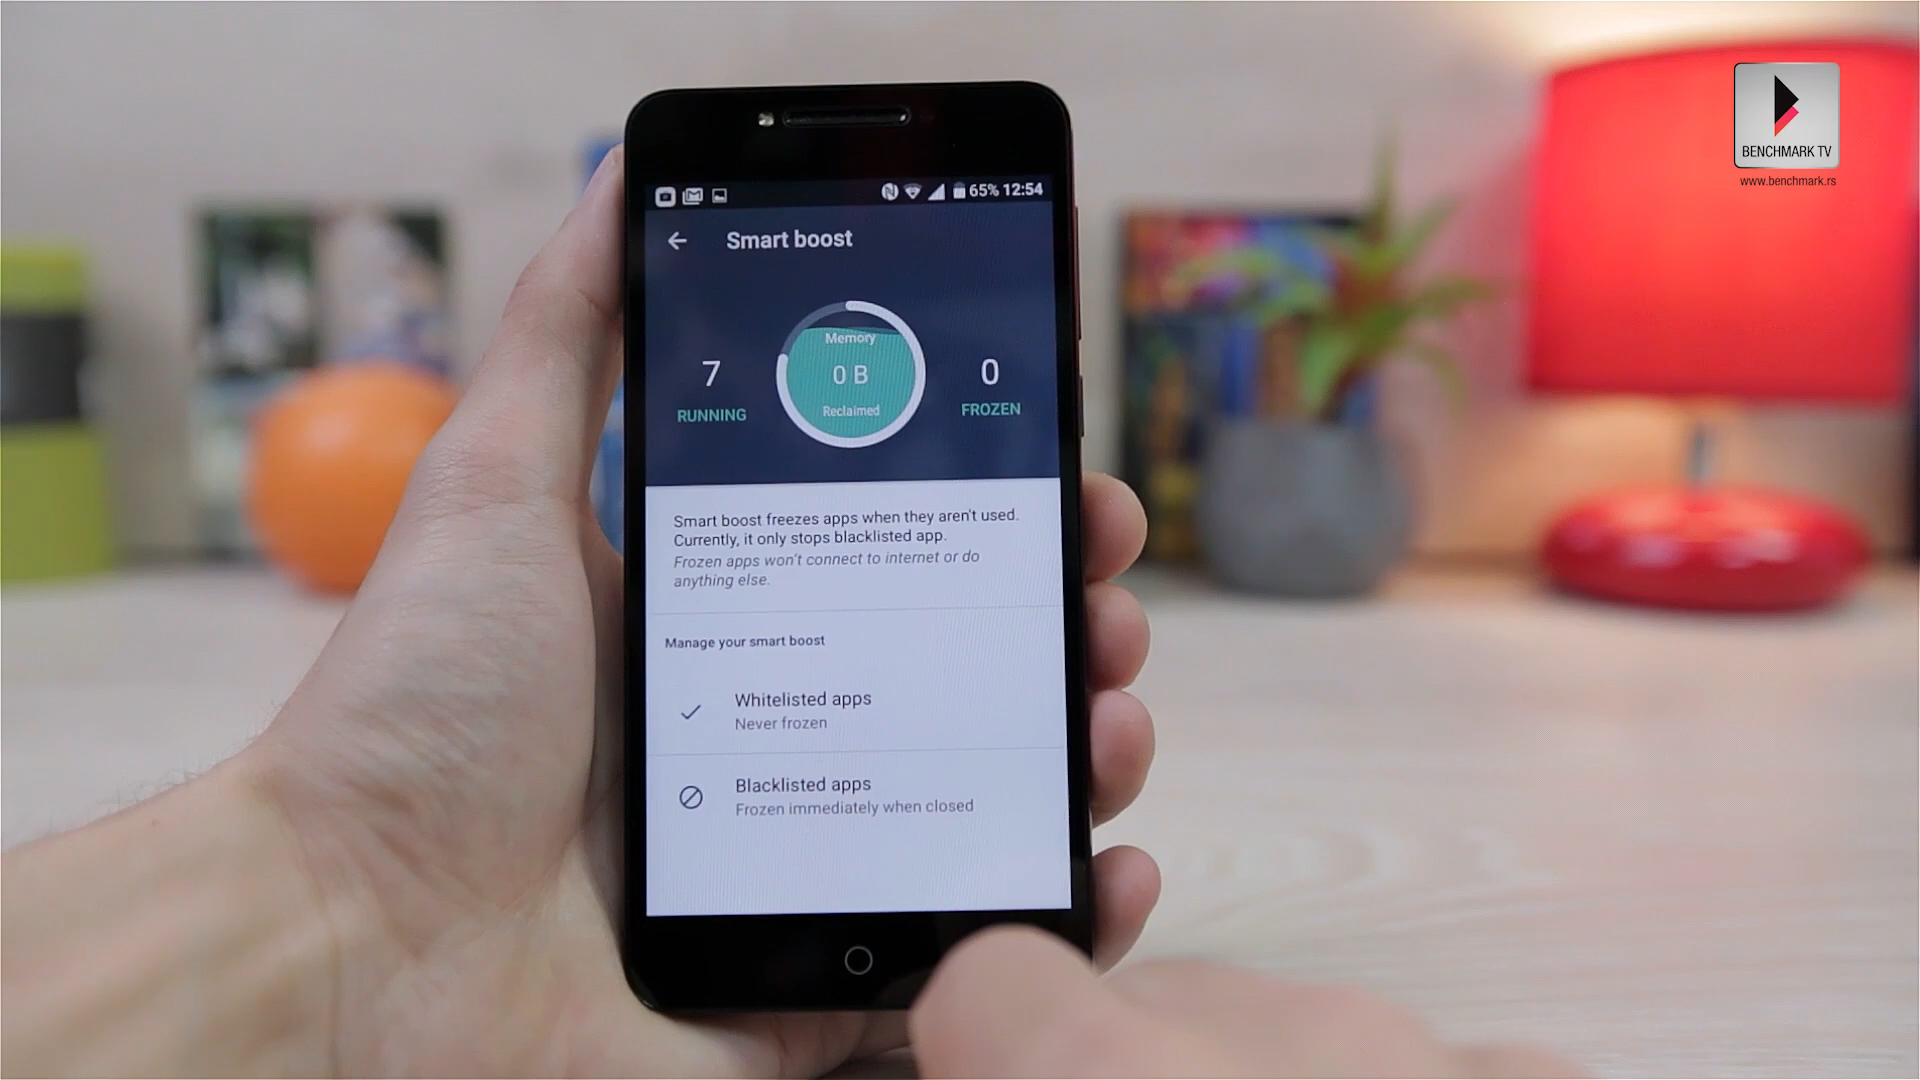 BENCHMARK TV
www.benchmark.rs
65% 12:54
Smart boost
7
RUNNING
Memory
0 B
Reclaimed
0
FROZEN
Smart boost freezes apps when they aren't used.
Currently, it only stops blacklisted app.
Frozen apps won't connect to internet or do
anything else.
Manage your smart boost
Whitelisted apps
Never frozen
Blacklisted apps
Frozen immediately when closed